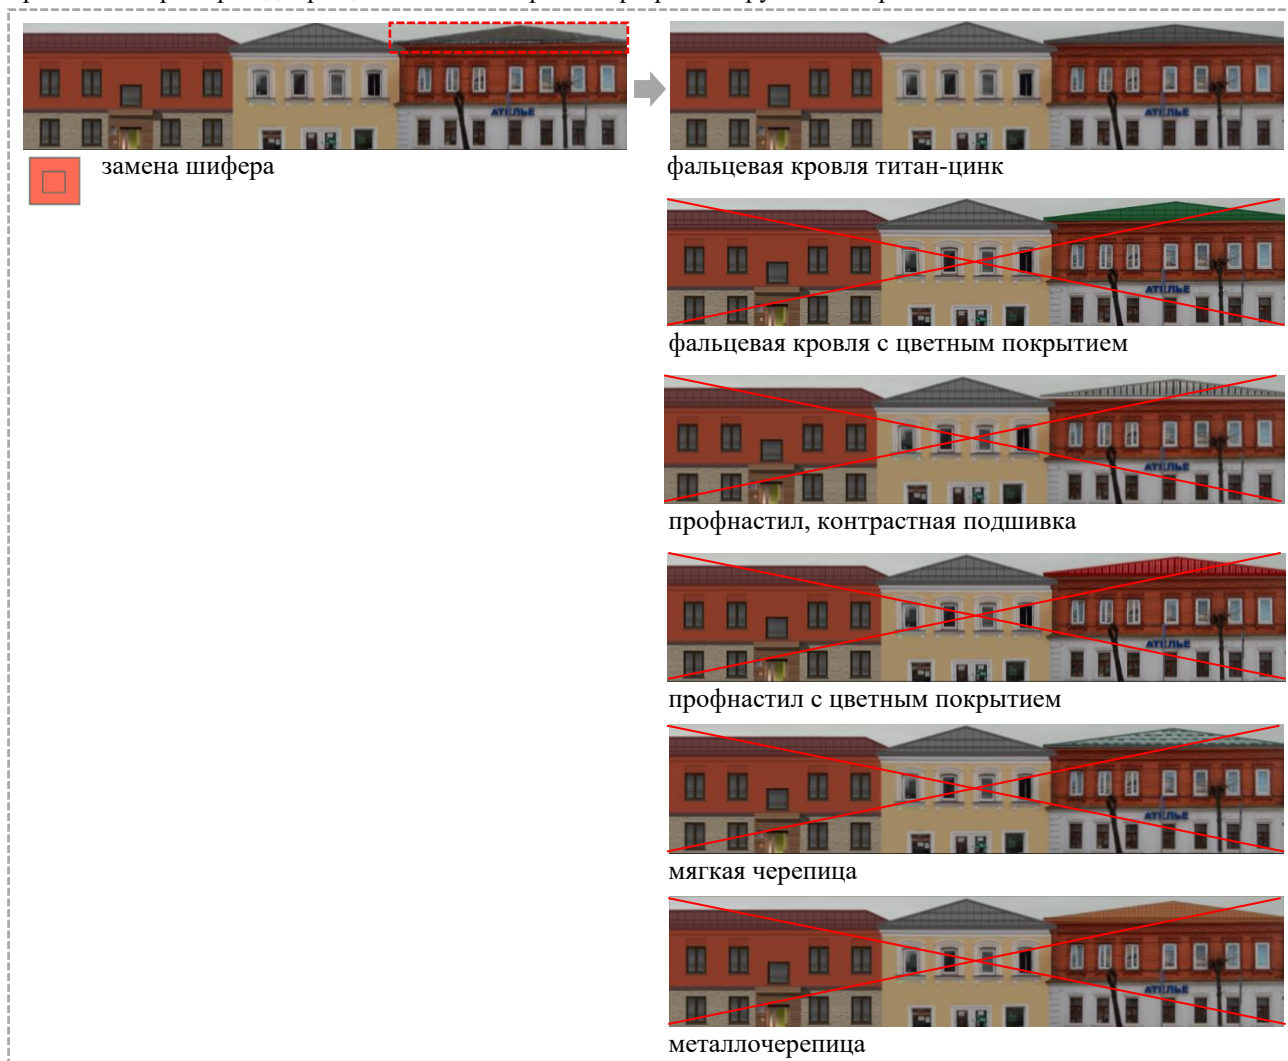 замена шифера
фальцевая кровля титан-цинк
АТЕЛЬЕ
фальцевая кровля с цветным покрытием
профнастил, контрастная подшивка
профнастил с цветным покрытием
мягкая черепица
металлочерепица